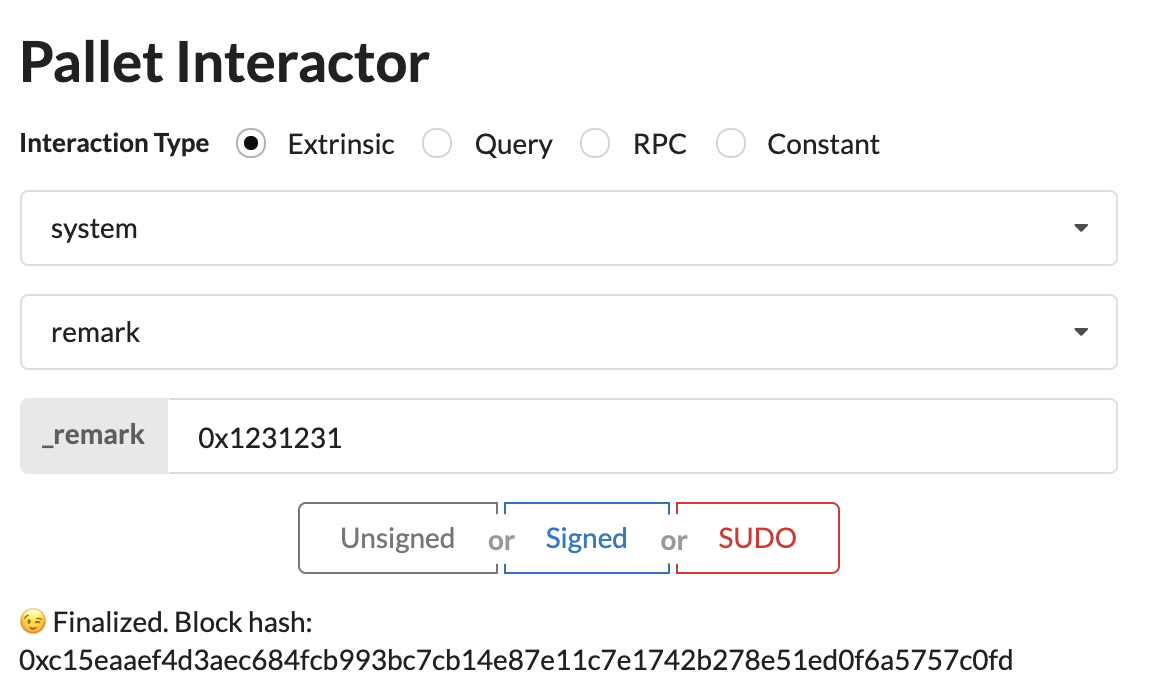 Pallet Interactor
Interaction Type Extrinsic Query RPC Constant
system
remark
_remark 0x1231231
Unsigned or Signed or SUDO
😉 Finalized. Block hash:
0xc15eaaef4d3aec684fcb993bc7cb14e87e11c7e1742b278e51ed0f6a5757c0fd